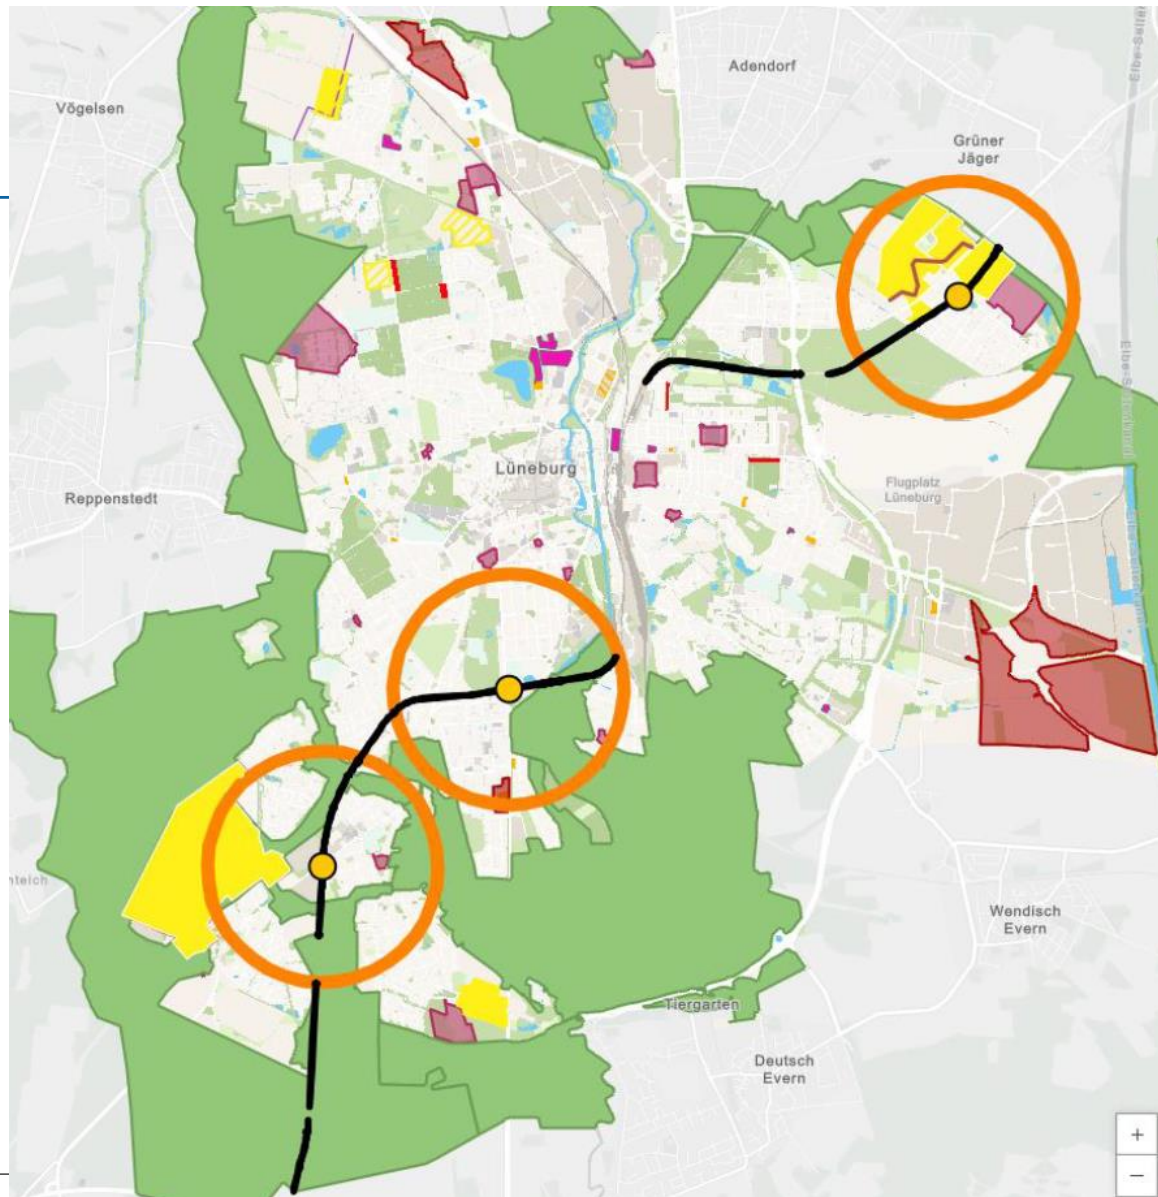 Adendorf
Vögelsen
Grüner
Jäger
Lüneburg
Flugplatz
Lüneburg
Reppenstedt
Wendisch
Evern
Tiergarten
Deutsch
Evern
+
−